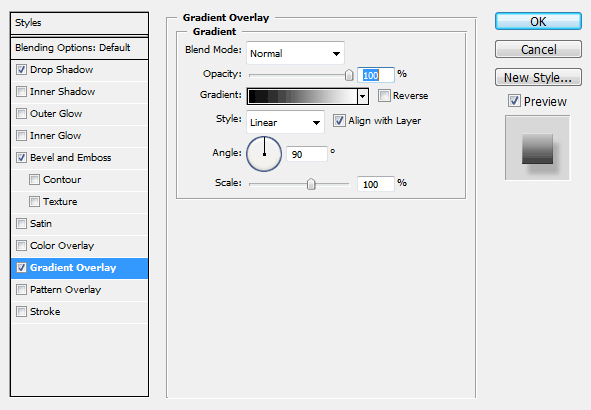 Styles
Blending Options: Default
Drop Shadow
Inner Shadow
Outer Glow
Inner Glow
Bevel and Emboss
Contour
Texture
Satin
Color Overlay
Gradient Overlay
Pattern Overlay
Stroke
Gradient Overlay
Gradient
Blend Mode: Normal
Opacity: 100 %
Gradient: Reverse
Style: Linear Align with Layer
Angle: 90 °
Scale: 100 %
OK
Cancel
New Style...
Preview